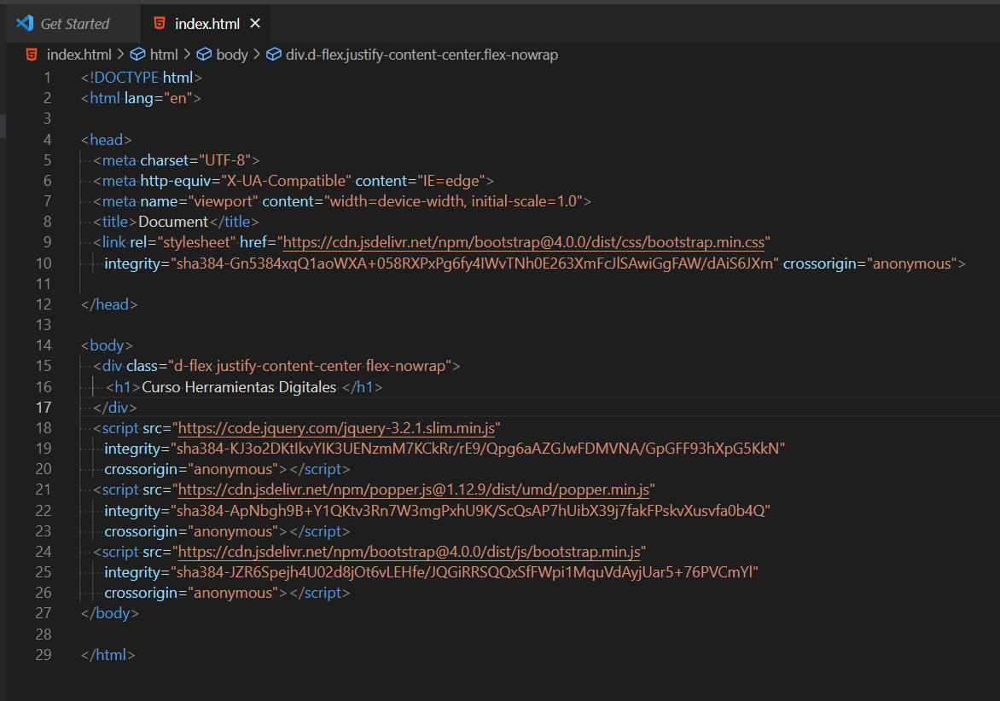 Get Started index.html
index.html > html > body > div.d-flex.justify-content-center.flex-nowrap
1 <!DOCTYPE html>
2 <html lang="en">
3
4 <head>
5 <meta charset="UTF-8">
6 <meta http-equiv="X-UA-Compatible" content="IE=edge">
7 <meta name="viewport" content="width=device-width, initial-scale=1.0">
8 <title>Document</title>
9 <link rel="stylesheet" href="https://cdn.jsdelivr.net/npm/bootstrap@4.0.0/dist/css/bootstrap.min.css"
10 integrity="sha384-Gn5384xqQ1aoWXA+058RXPxPg6fy4IWvTNh0E263XmFcJlSAwiGgFAW/dAiS6JXm" crossorigin="anonymous">
11
12 </head>
13
14 <body>
15 <div class="d-flex justify-content-center flex-nowrap">
16 <h1>Curso Herramientas Digitales </h1>
17 </div>
18 <script src="https://code.jquery.com/jquery-3.2.1.slim.min.js"
19 integrity="sha384-KJ3o2DKtIkvYIK3UENzmM7KCkRr/rE9/Qpg6aAZGJwFDMVNA/GpGFF93hXpG5KkN"
20 crossorigin="anonymous"></script>
21 <script src="https://cdn.jsdelivr.net/npm/popper.js@1.12.9/dist/umd/popper.min.js"
22 integrity="sha384-ApNbgh9B+Y1QKtv3Rn7W3mgPxhU9K/ScQsAP7hUibX39j7fakFPskvXusvfa0b4Q"
23 crossorigin="anonymous"></script>
24 <script src="https://cdn.jsdelivr.net/npm/bootstrap@4.0.0/dist/js/bootstrap.min.js"
25 integrity="sha384-JZR6Spejh4U02d8jOt6vLEHfe/JQGiRRSQQxSfFWpi1MquVdAyjUar5+76PVCmYl"
26 crossorigin="anonymous"></script>
27 </body>
28
29 </html>